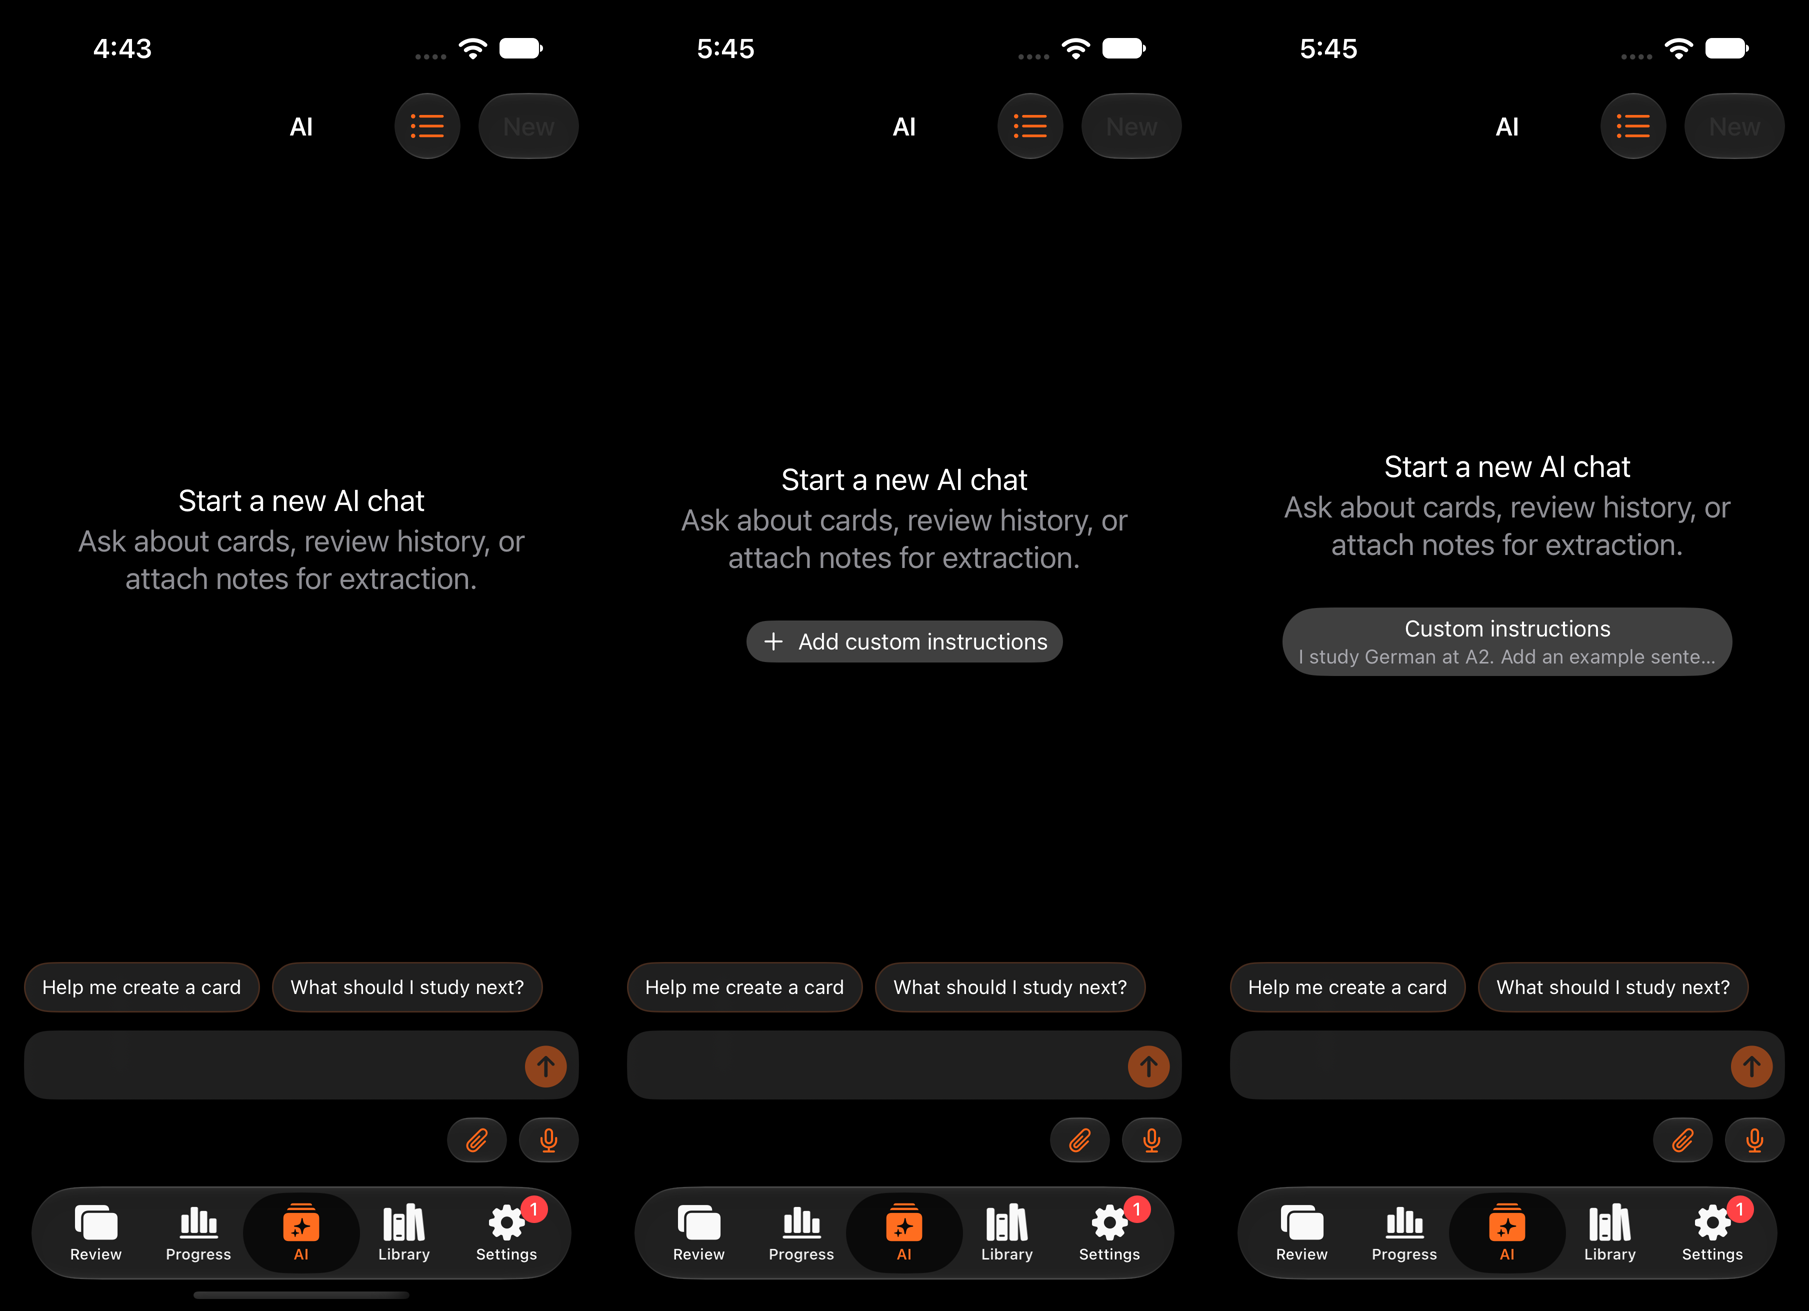 4:43
AI
New
Start a new AI chat
Ask about cards, review history, or
attach notes for extraction.
Help me create a card
What should I study next?
Review
Progress
AI
Library
1
Settings
5:45
AI
New
Start a new AI chat
Ask about cards, review history, or
attach notes for extraction.
+ Add custom instructions
Help me create a card
What should I study next?
Review
Progress
AI
Library
1
Settings
5:45
AI
New
Start a new AI chat
Ask about cards, review history, or
attach notes for extraction.
Custom instructions
I study German at A2. Add an example sente...
Help me create a card
What should I study next?
Review
Progress
AI
Library
1
Settings